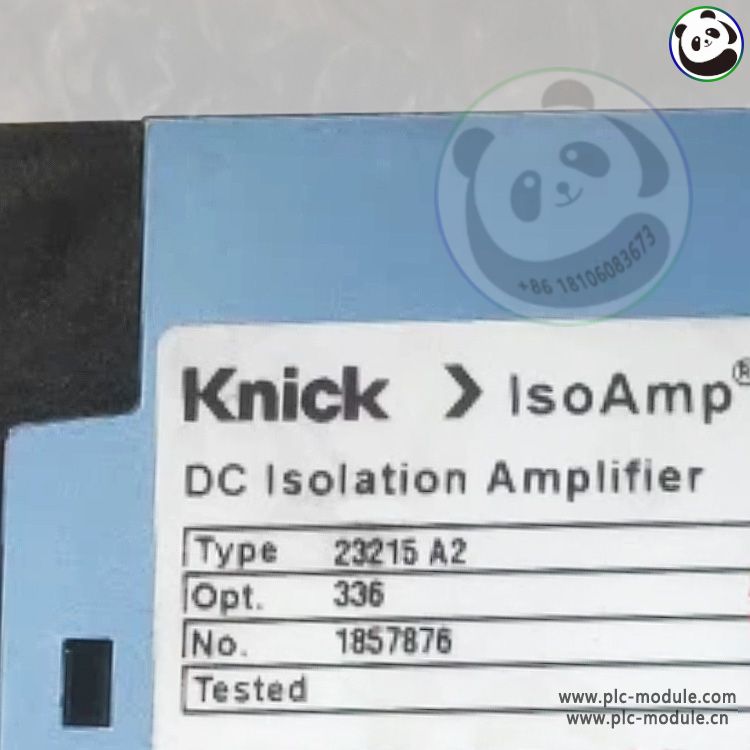 +86 18106083673
Knick > IsoAmp®
DC Isolation Amplifier
Type 23215 A2
Opt. 336
No. 1857876
Tested
www.plc-module.com
www.plc-module.cn